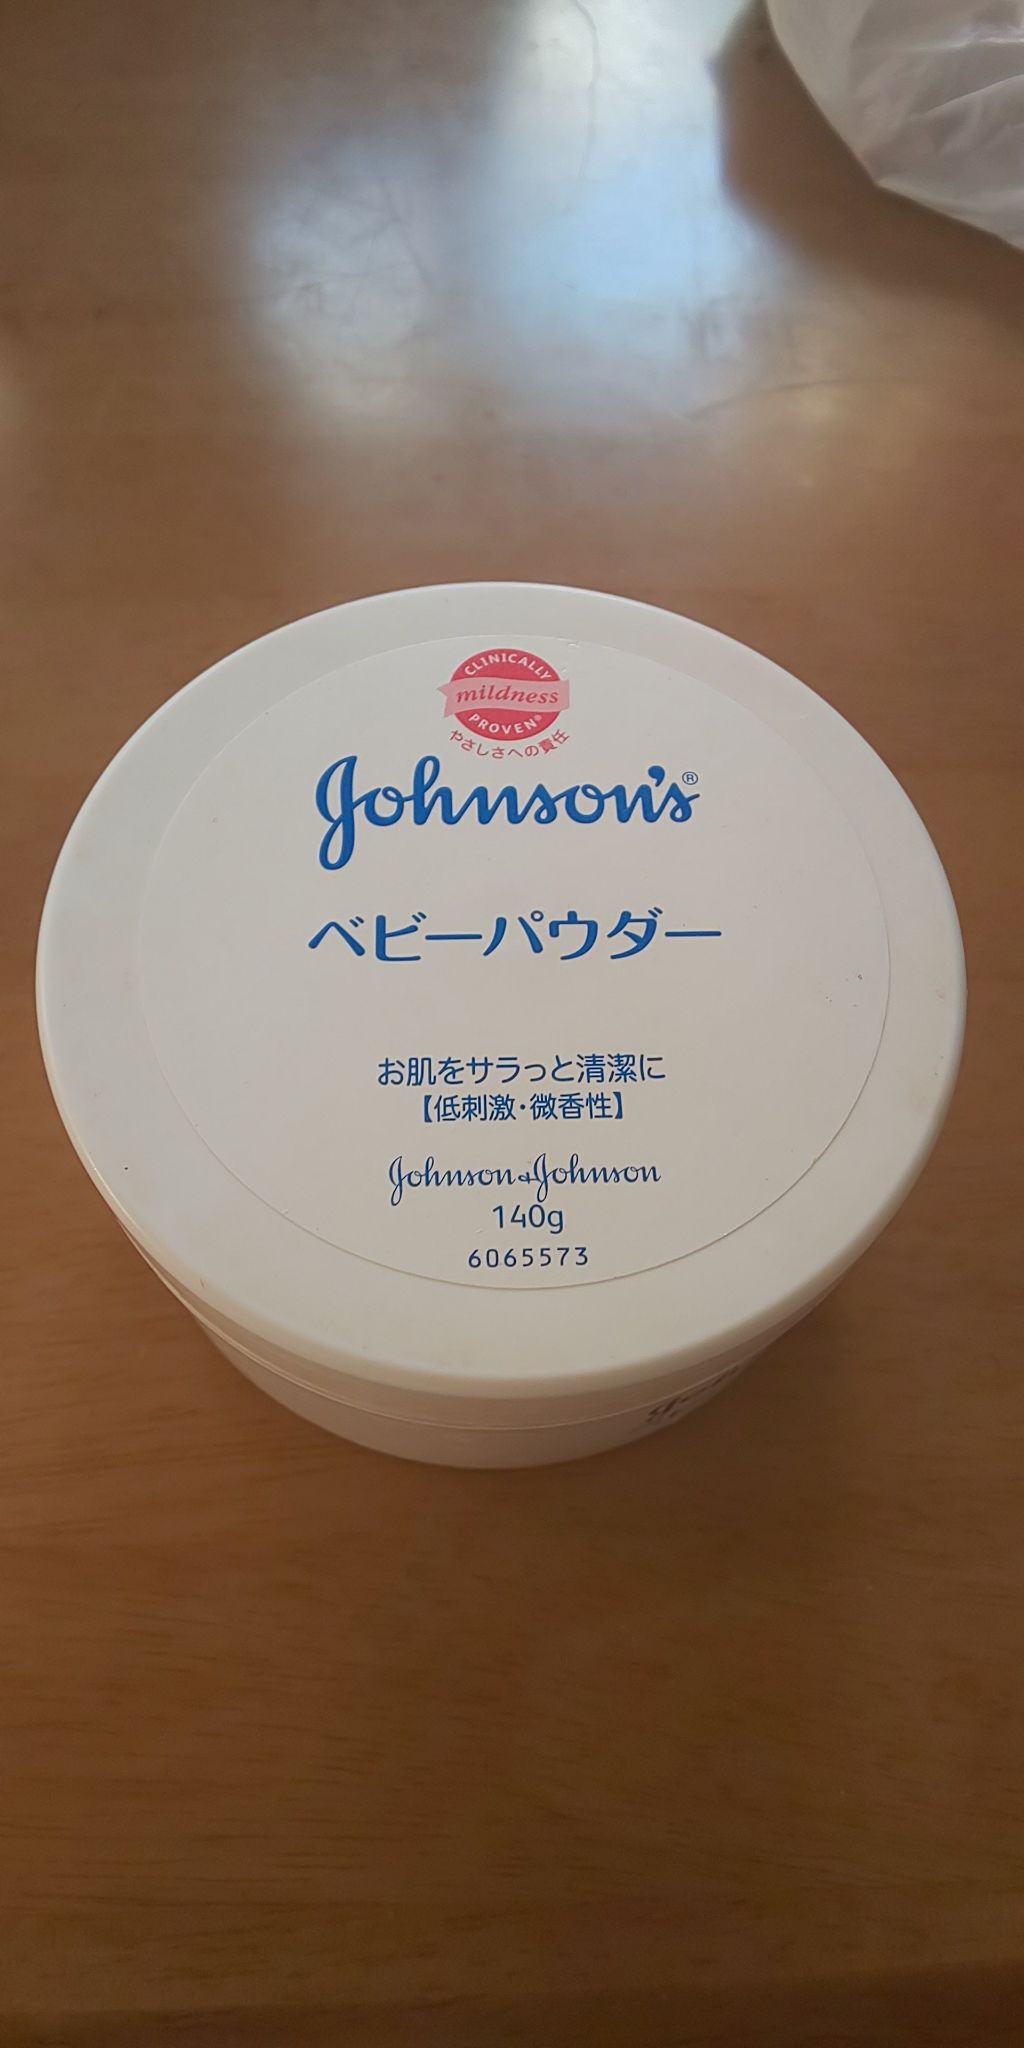 CLINICALLY
mildness
PROVEN®
やさしさへの責任
Johnson's®
ベビーパウダー
お肌をサラっと清潔に
【低刺激・微香性】
Johnson & Johnson
140g
6065573